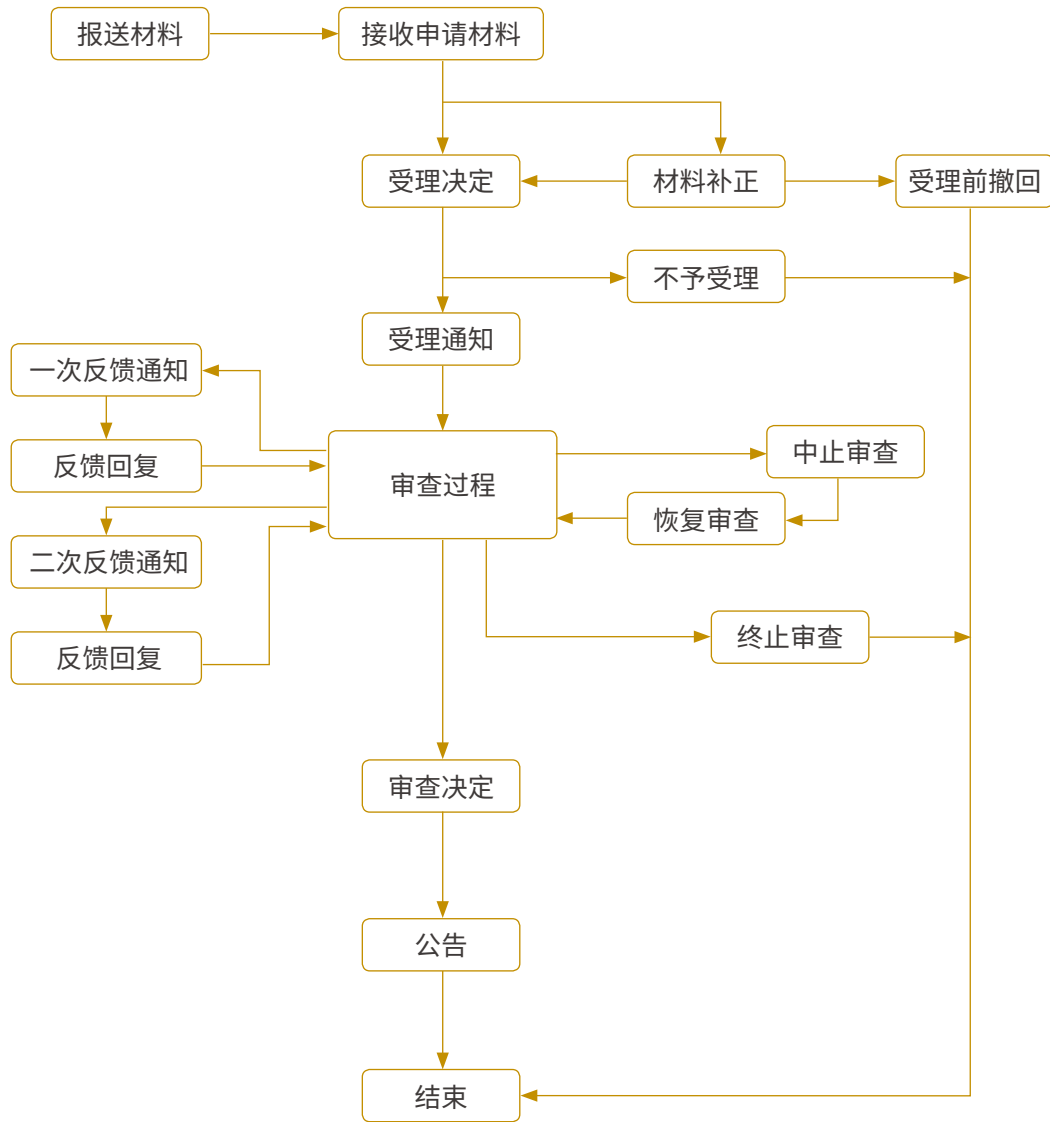 报送材料
接收申请材料
受理决定
材料补正
受理前撤回
不予受理
受理通知
一次反馈通知
反馈回复
审查过程
中止审查
恢复审查
二次反馈通知
反馈回复
终止审查
审查决定
公告
结束